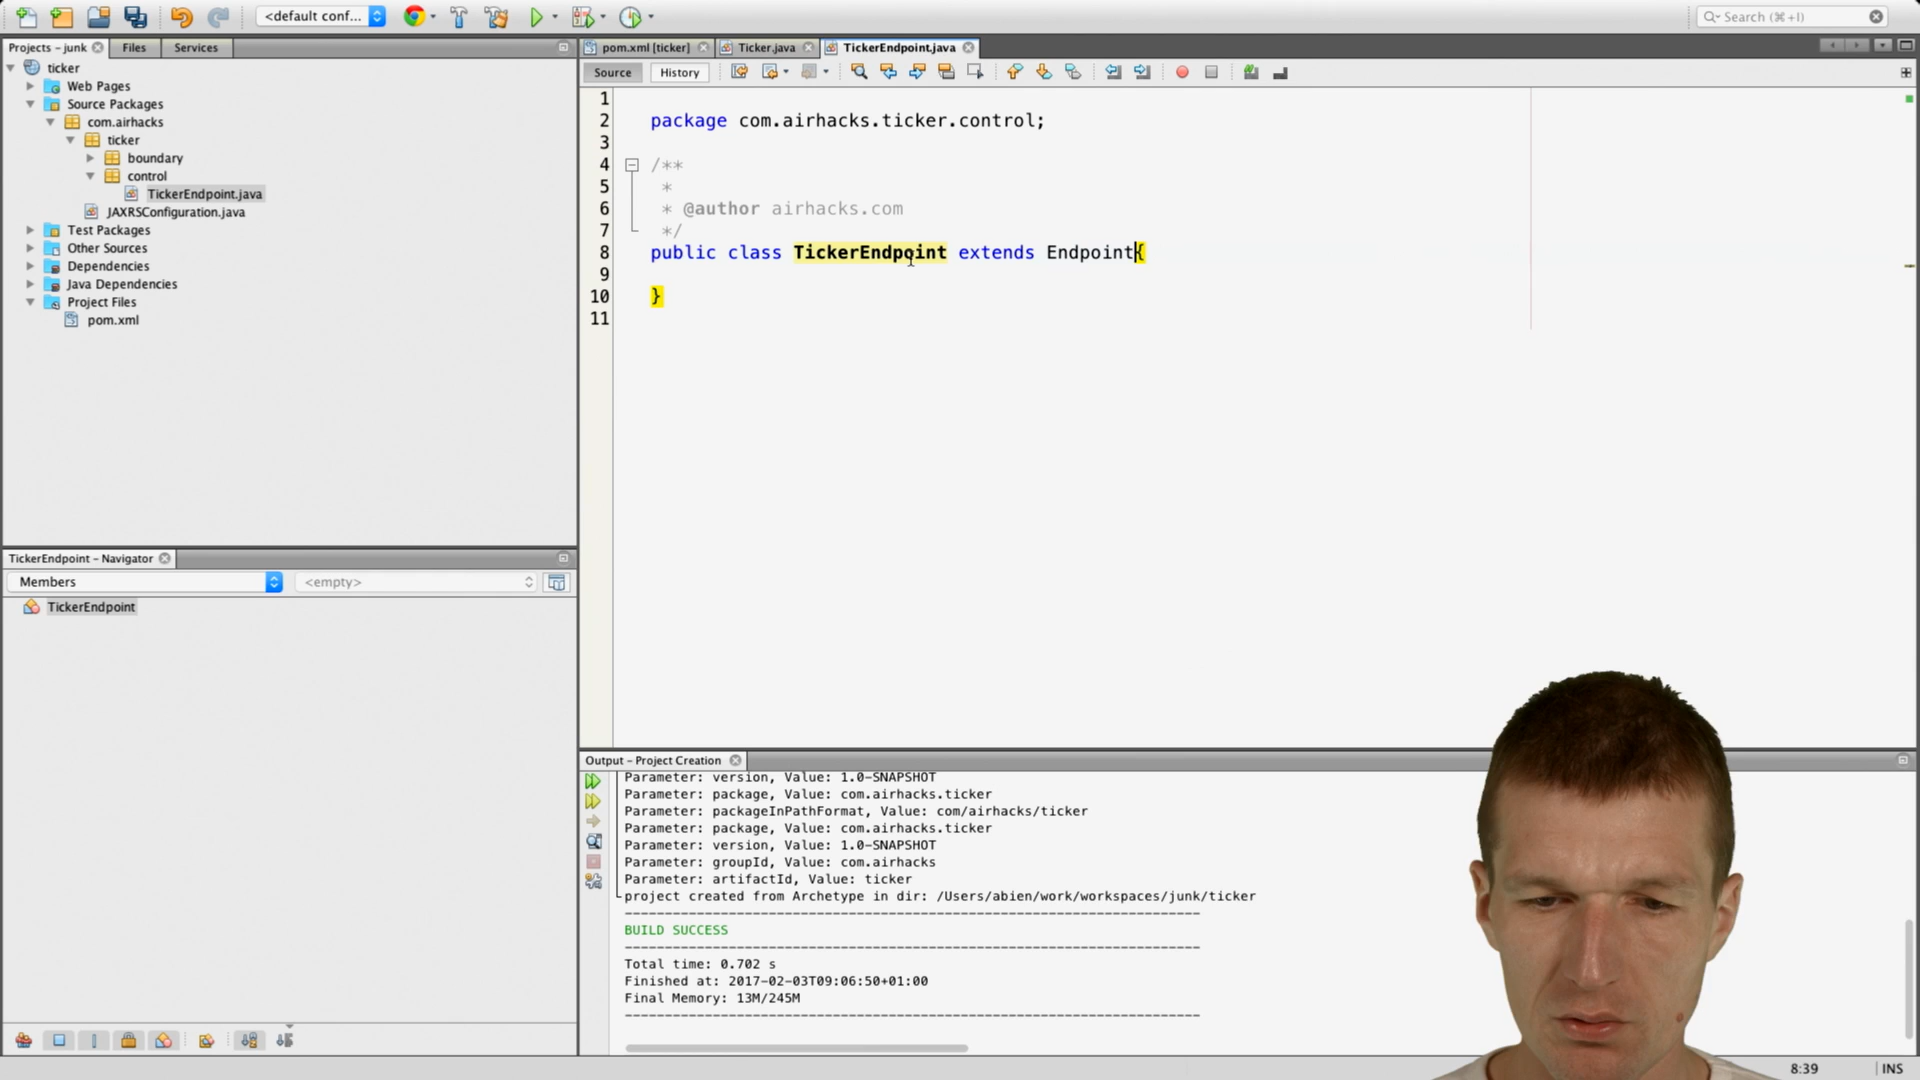 <default conf...
Search (⌘+I)
Projects – junk
Files
Services
ticker
Web Pages
Source Packages
com.airhacks
ticker
boundary
control
TickerEndpoint.java
JAXRSConfiguration.java
Test Packages
Other Sources
Dependencies
Java Dependencies
Project Files
pom.xml
TickerEndpoint – Navigator
Members
<empty>
TickerEndpoint
pom.xml [ticker]
Ticker.java
TickerEndpoint.java
Source
History
1
2 package com.airhacks.ticker.control;
3
4 /**
5 *
6 * @author airhacks.com
7 */
8 public class TickerEndpoint extends Endpoint{
9
10 }
11
Output – Project Creation
Parameter: version, Value: 1.0-SNAPSHOT
Parameter: package, Value: com.airhacks.ticker
Parameter: packageInPathFormat, Value: com/airhacks/ticker
Parameter: package, Value: com.airhacks.ticker
Parameter: version, Value: 1.0-SNAPSHOT
Parameter: groupId, Value: com.airhacks
Parameter: artifactId, Value: ticker
project created from Archetype in dir: /Users/abien/work/workspaces/junk/ticker
------------------------------------------------------------------------
BUILD SUCCESS
------------------------------------------------------------------------
Total time: 0.702 s
Finished at: 2017-02-03T09:06:50+01:00
Final Memory: 13M/245M
------------------------------------------------------------------------
8:39
INS